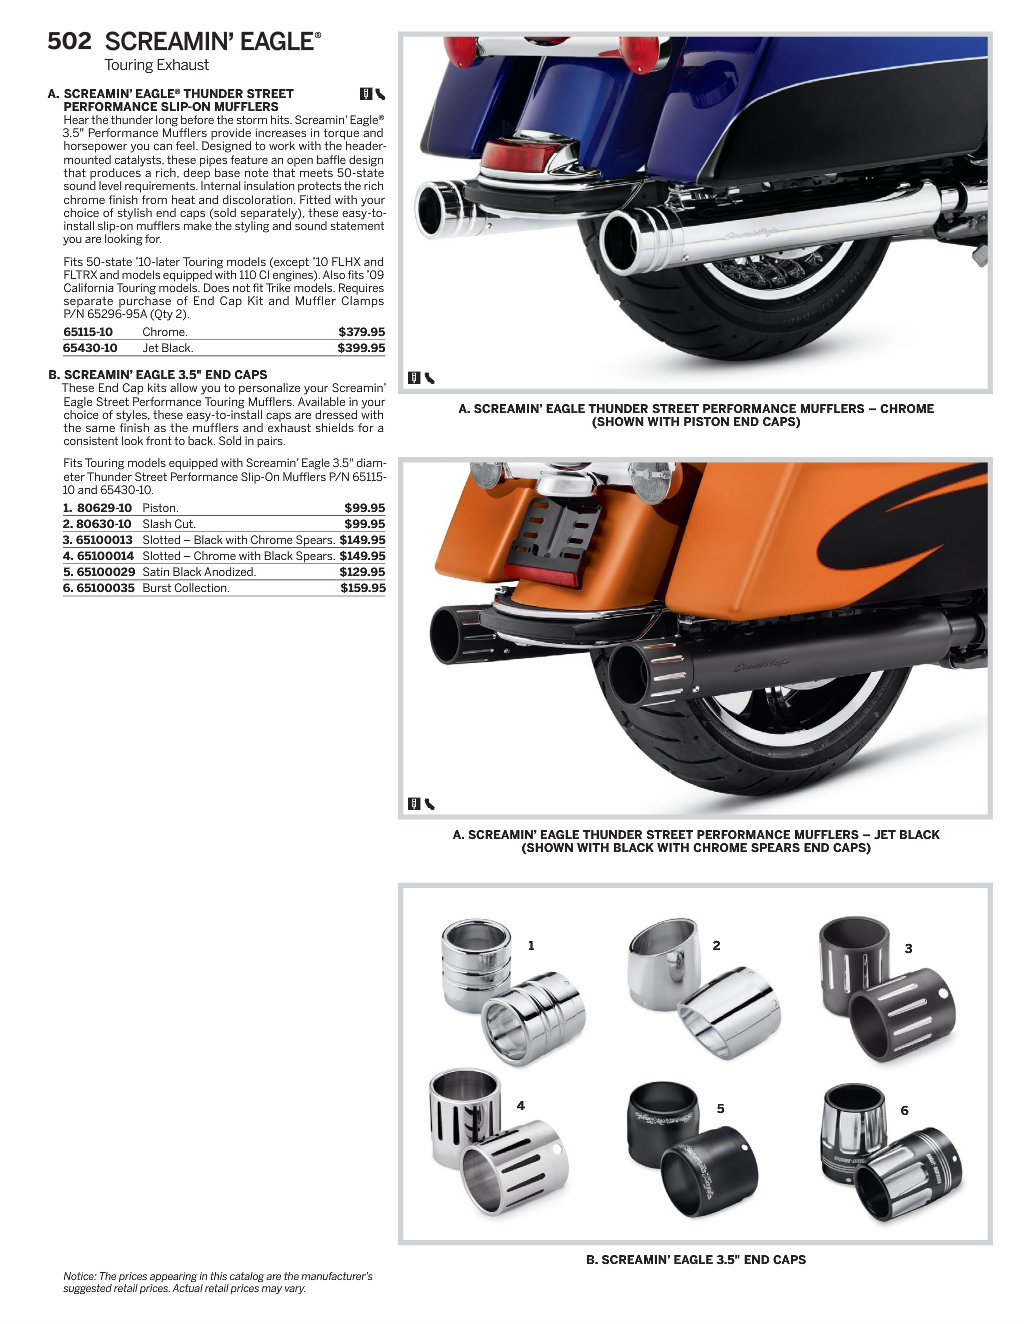 502 SCREAMIN’ EAGLE®
Touring Exhaust
A. SCREAMIN’ EAGLE® THUNDER STREET
PERFORMANCE SLIP-ON MUFFLERS
Hear the thunder long before the storm hits. Screamin’ Eagle®
3.5" Performance Mufflers provide increases in torque and
horsepower you can feel. Designed to work with the header-
mounted catalysts, these pipes feature an open baffle design
that produces a rich, deep base note that meets 50-state
sound level requirements. Internal insulation protects the rich
chrome finish from heat and discoloration. Fitted with your
choice of stylish end caps (sold separately), these easy-to-
install slip-on mufflers make the styling and sound statement
you are looking for.
Fits 50-state ’10-later Touring models (except ’10 FLHX and
FLTRX and models equipped with 110 CI engines). Also fits ’09
California Touring models. Does not fit Trike models. Requires
separate purchase of End Cap Kit and Muffler Clamps
P/N 65296-95A (Qty 2).
65115-10 Chrome. $379.95
65430-10 Jet Black. $399.95
B. SCREAMIN’ EAGLE 3.5" END CAPS
These End Cap kits allow you to personalize your Screamin’
Eagle Street Performance Touring Mufflers. Available in your
choice of styles, these easy-to-install caps are dressed with
the same finish as the mufflers and exhaust shields for a
consistent look front to back. Sold in pairs.
Fits Touring models equipped with Screamin’ Eagle 3.5" diam-
eter Thunder Street Performance Slip-On Mufflers P/N 65115-
10 and 65430-10.
1. 80629-10 Piston. $99.95
2. 80630-10 Slash Cut. $99.95
3. 65100013 Slotted – Black with Chrome Spears. $149.95
4. 65100014 Slotted – Chrome with Black Spears. $149.95
5. 65100029 Satin Black Anodized. $129.95
6. 65100035 Burst Collection. $159.95
Notice: The prices appearing in this catalog are the manufacturer’s
suggested retail prices. Actual retail prices may vary.
A. SCREAMIN’ EAGLE THUNDER STREET PERFORMANCE MUFFLERS – CHROME
(SHOWN WITH PISTON END CAPS)
A. SCREAMIN’ EAGLE THUNDER STREET PERFORMANCE MUFFLERS – JET BLACK
(SHOWN WITH BLACK WITH CHROME SPEARS END CAPS)
1
2
3
4
5
6
B. SCREAMIN’ EAGLE 3.5" END CAPS